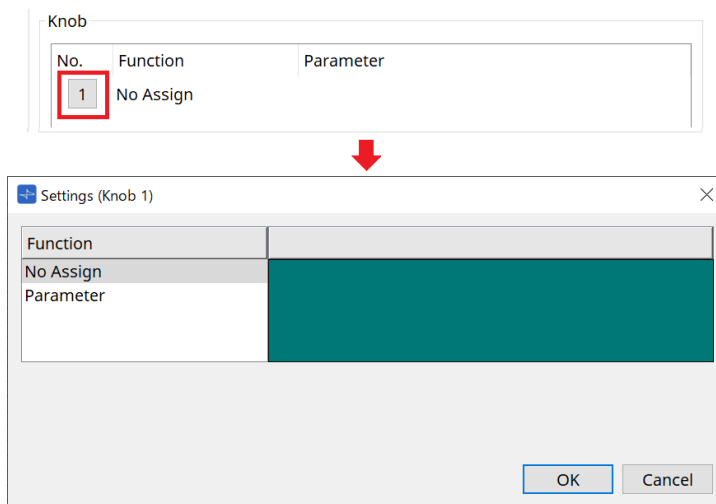 Knob
No. Function Parameter
1 No Assign
Settings (Knob 1)
Function
No Assign
Parameter
OK Cancel